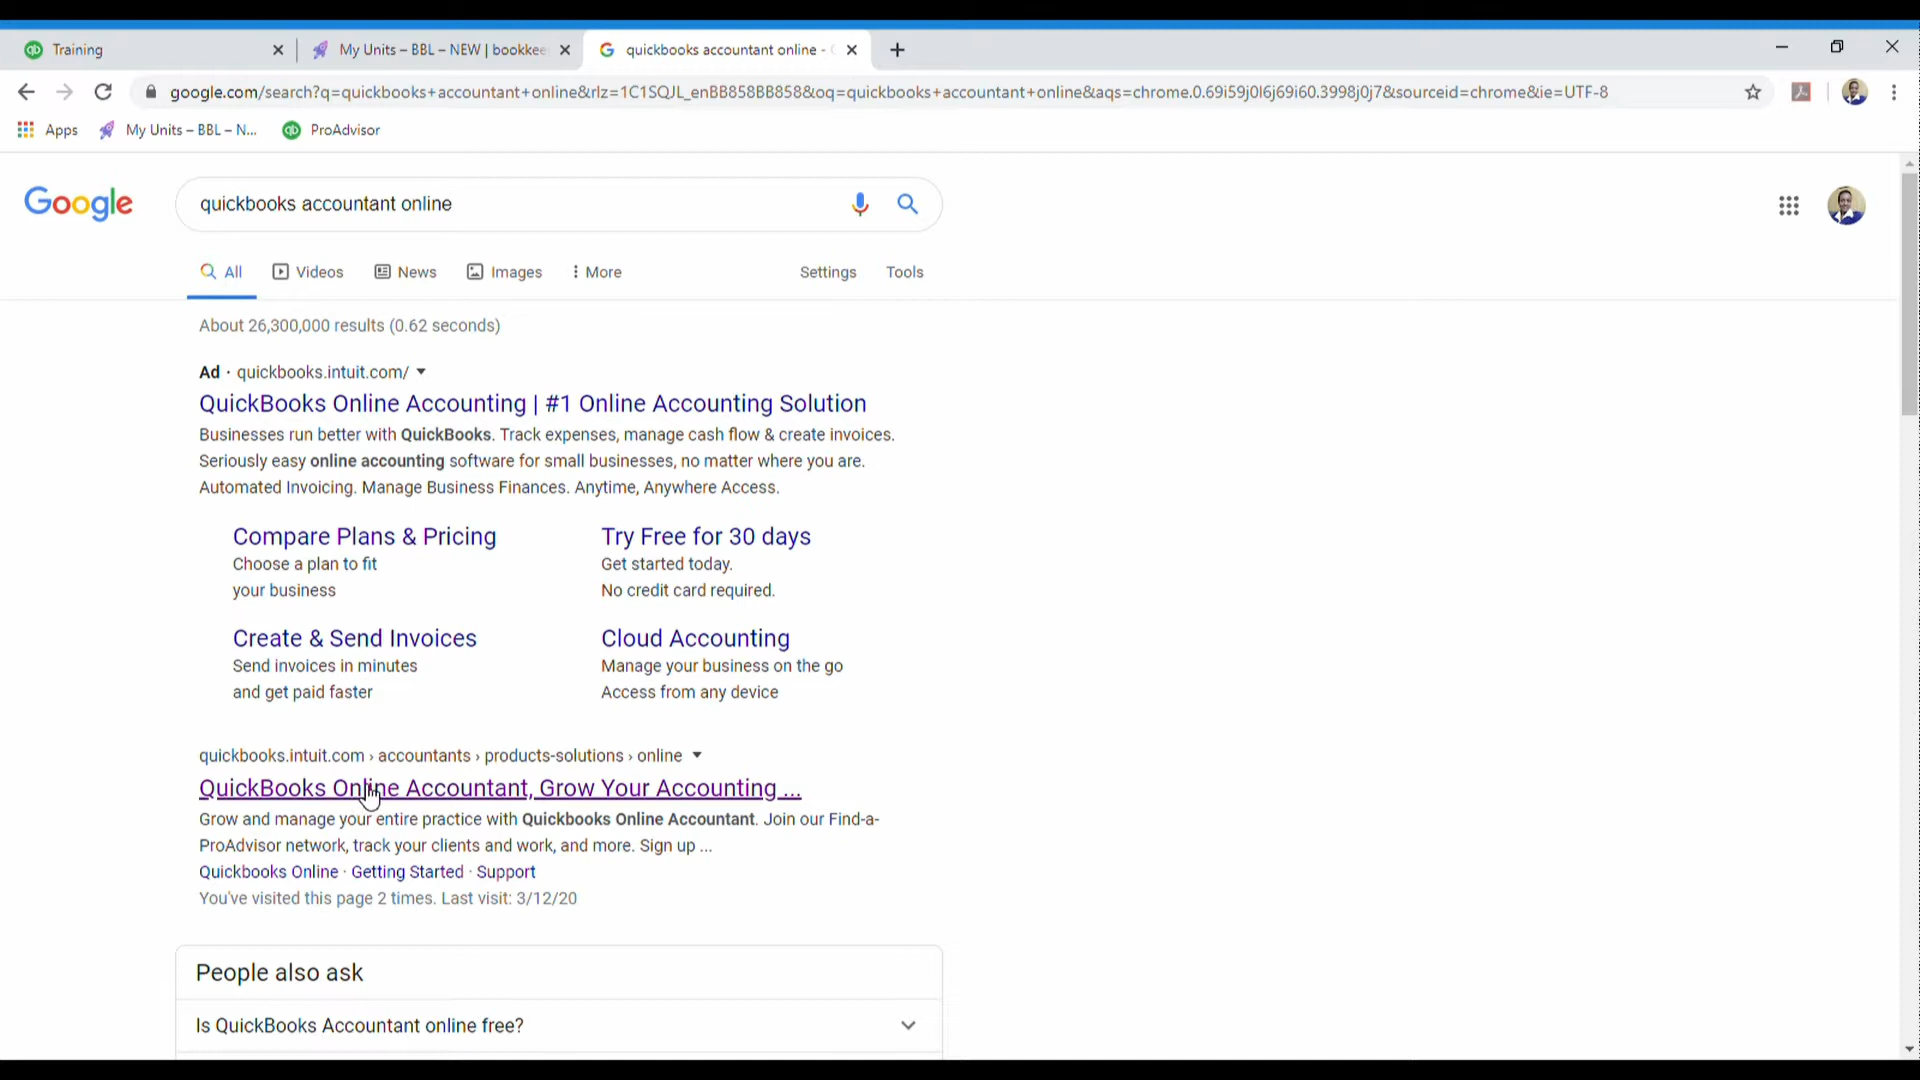 Training
My Units – BBL – NEW | bookkee
quickbooks accountant online -
google.com/search?q=quickbooks+accountant+online&rlz=1C1SQJL_enBB858BB858&oq=quickbooks+accountant+online&aqs=chrome.0.69i59j0l6j69i60.3998j0j7&sourceid=chrome&ie=UTF-8
Apps
My Units – BBL – N...
ProAdvisor
Google
quickbooks accountant online
All
Videos
News
Images
More
Settings
Tools
About 26,300,000 results (0.62 seconds)
Ad · quickbooks.intuit.com/
QuickBooks Online Accounting | #1 Online Accounting Solution
Businesses run better with QuickBooks. Track expenses, manage cash flow & create invoices.
Seriously easy online accounting software for small businesses, no matter where you are.
Automated Invoicing. Manage Business Finances. Anytime, Anywhere Access.
Compare Plans & Pricing
Choose a plan to fit
your business
Try Free for 30 days
Get started today.
No credit card required.
Create & Send Invoices
Send invoices in minutes
and get paid faster
Cloud Accounting
Manage your business on the go
Access from any device
quickbooks.intuit.com › accountants › products-solutions › online
QuickBooks Online Accountant, Grow Your Accounting ...
Grow and manage your entire practice with Quickbooks Online Accountant. Join our Find-a-
ProAdvisor network, track your clients and work, and more. Sign up ...
Quickbooks Online · Getting Started · Support
You've visited this page 2 times. Last visit: 3/12/20
People also ask
Is QuickBooks Accountant online free?